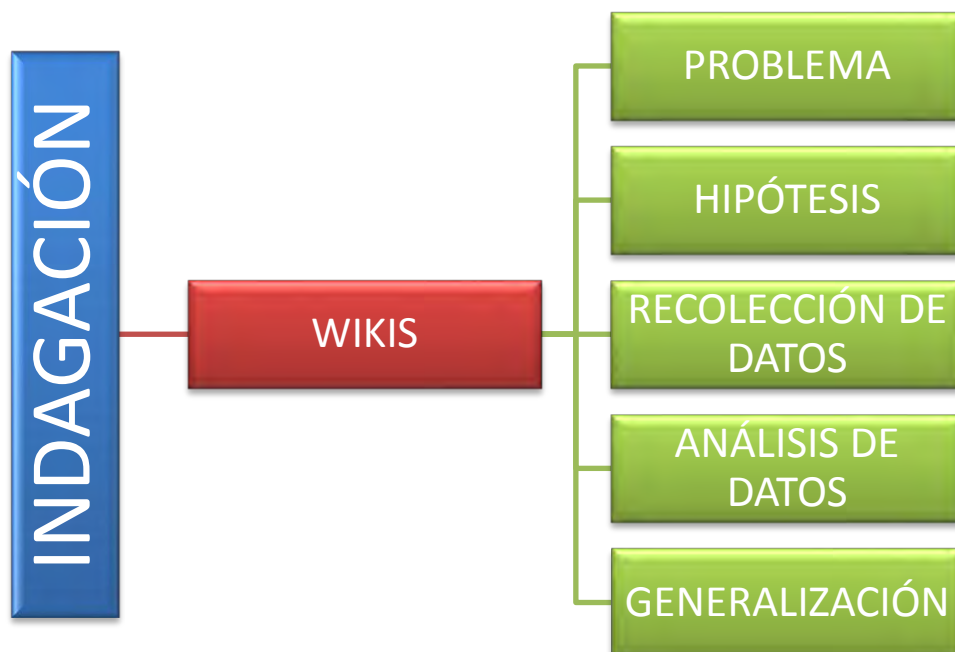 INDAGACIÓN
WIKIS
PROBLEMA
HIPÓTESIS
RECOLECCIÓN DE
DATOS
ANÁLISIS DE
DATOS
GENERALIZACIÓN